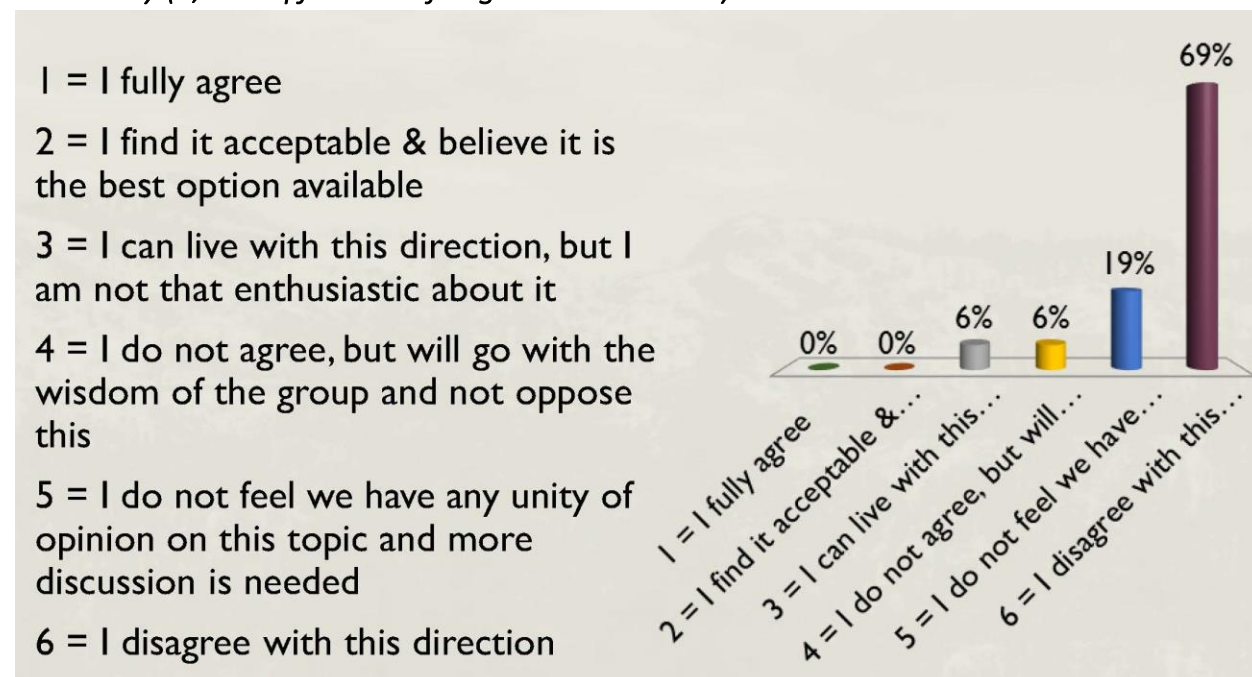 1 = I fully agree
2 = I find it acceptable & believe it is
the best option available
3 = I can live with this direction, but I
am not that enthusiastic about it
4 = I do not agree, but will go with the
wisdom of the group and not oppose
this
5 = I do not feel we have any unity of
opinion on this topic and more
discussion is needed
6 = I disagree with this direction
0%
0%
6%
6%
19%
69%
1 = I fully agree
2 = I find it acceptable &...
3 = I can live with this...
4 = I do not agree, but will...
5 = I do not feel we have...
6 = I disagree with this...